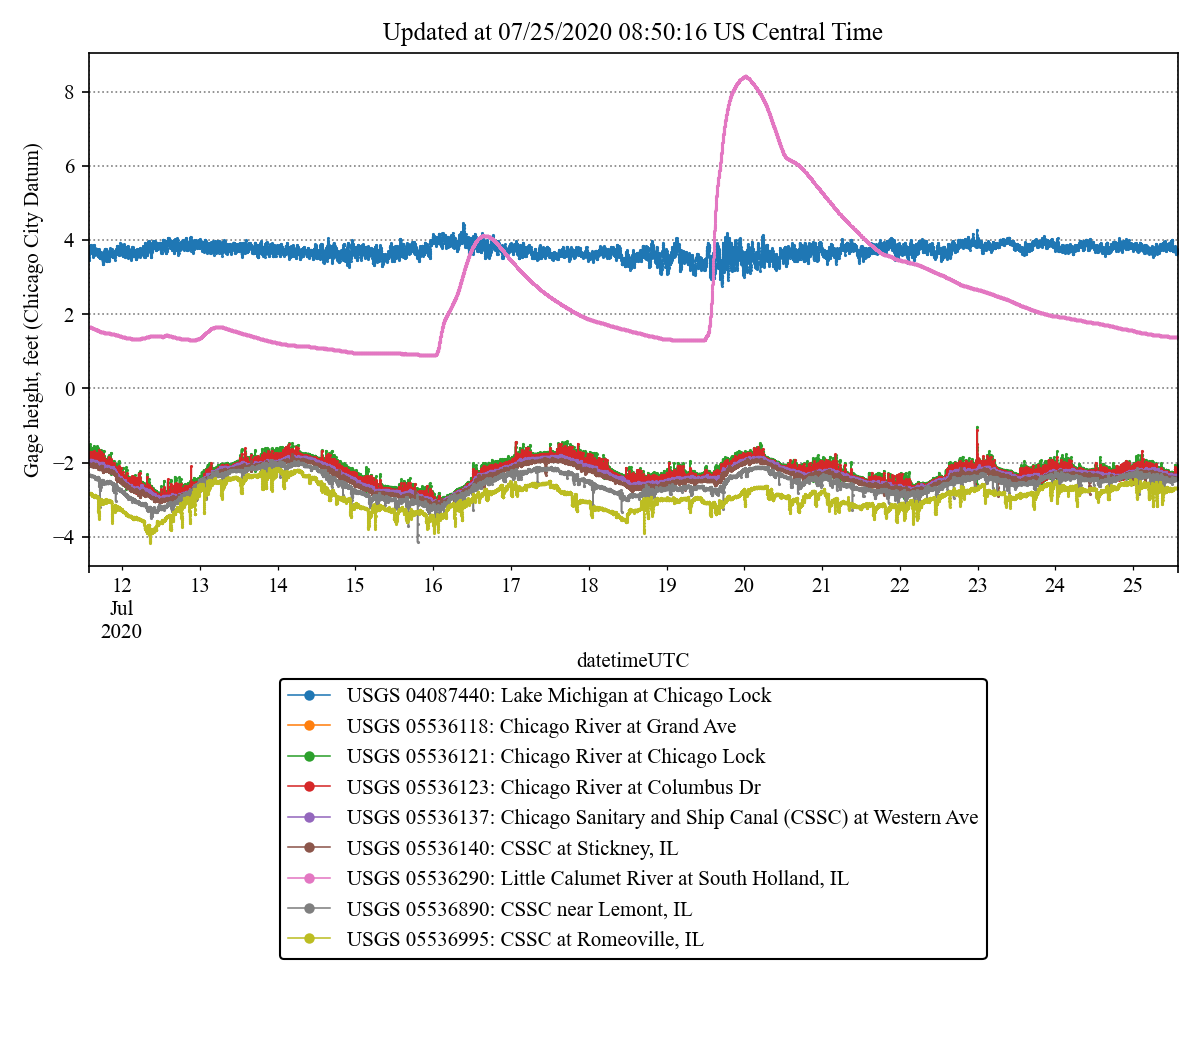 Updated at 07/25/2020 08:50:16 US Central Time
Gage height, feet (Chicago City Datum)
8
6
4
2
0
−2
−4
12 13 14 15 16 17 18 19 20 21 22 23 24 25
Jul
2020
datetimeUTC
USGS 04087440: Lake Michigan at Chicago Lock
USGS 05536118: Chicago River at Grand Ave
USGS 05536121: Chicago River at Chicago Lock
USGS 05536123: Chicago River at Columbus Dr
USGS 05536137: Chicago Sanitary and Ship Canal (CSSC) at Western Ave
USGS 05536140: CSSC at Stickney, IL
USGS 05536290: Little Calumet River at South Holland, IL
USGS 05536890: CSSC near Lemont, IL
USGS 05536995: CSSC at Romeoville, IL